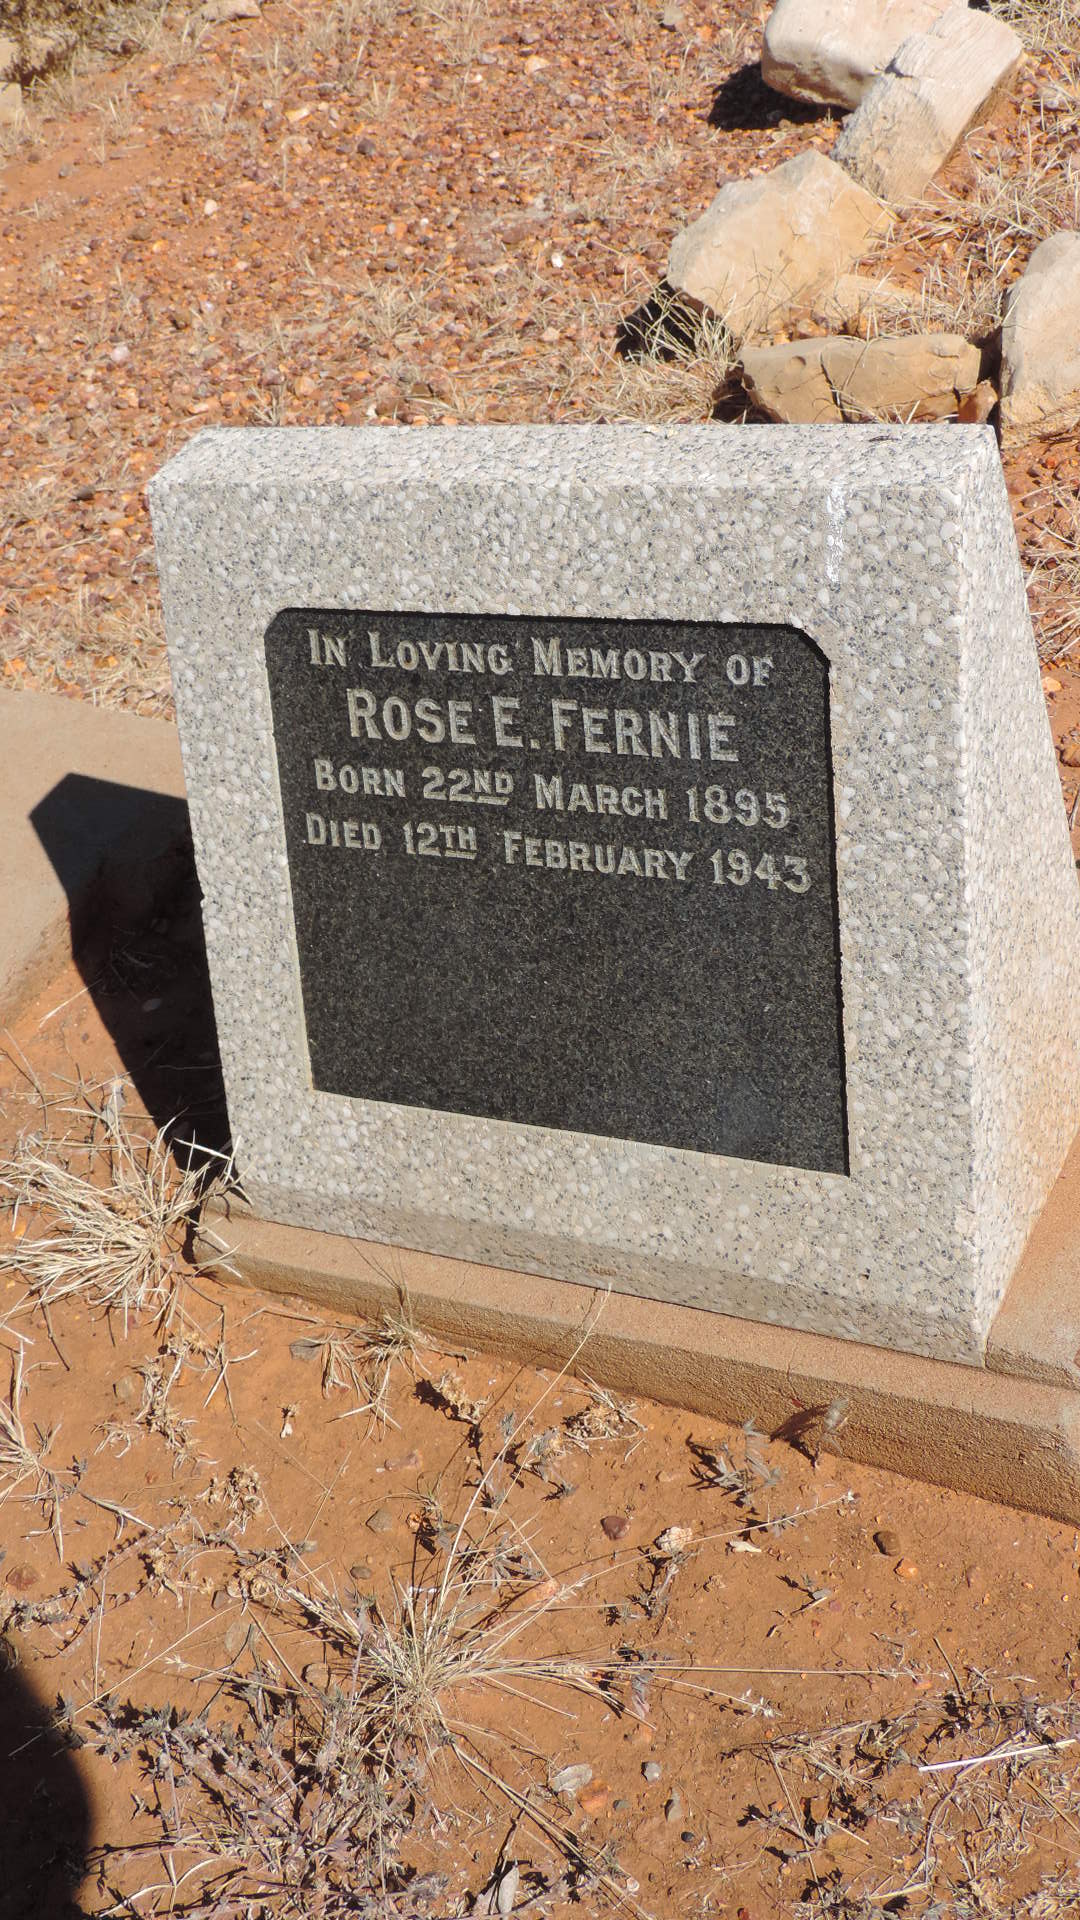 In Loving Memory of
Rose E. Fernie
Born 22nd March 1895
Died 12th February 1943